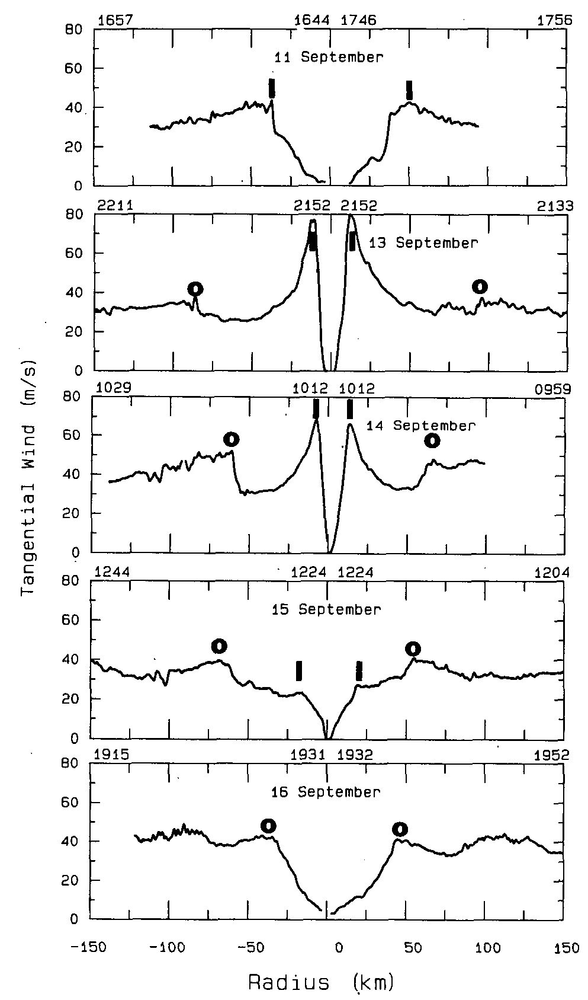 1657 1644 1746 1756
80
11 September
60
I I
40
20
0
2211 2152 2152 2133
80
I I 13 September
60
O O
40
20
0
1029 1012 1012 0959
80
I I
14 September
60
O O
40
20
0
1244 1224 1224 1204
80
15 September
60
O O
40
I I
20
0
1915 1931 1932 1952
80
16 September
60
O O
40
20
0
-150 -100 -50 0 50 100 150
Radius (km)
Tangential Wind (m/s)